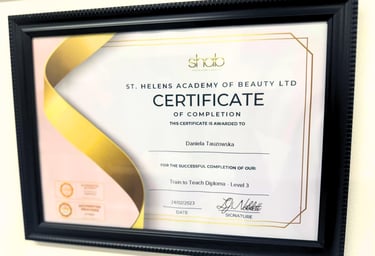 shab
ST. HELENS ACADEMY OF BEAUTY LTD
CERTIFICATE
OF COMPLETION
THIS CERTIFICATE IS AWARDED TO
Daniela Tauzowska
FOR THE SUCCESSFUL COMPLETION OF OUR:
Train to Teach Diploma - Level 3
24/02/2023
DATE
SIGNATURE